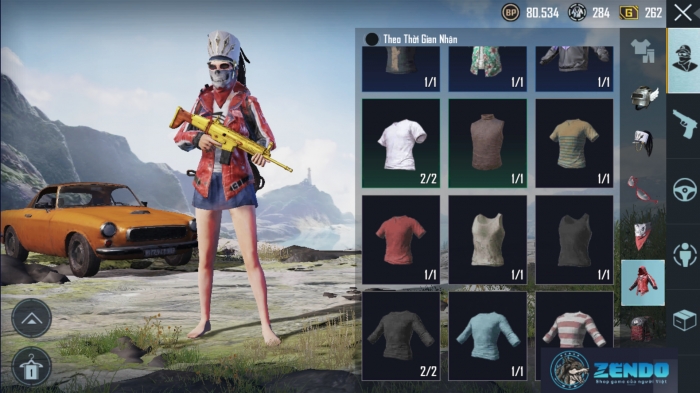 BP 80.534 284 G 262
Theo Thời Gian Nhận
1/1 1/1 1/1
2/2 1/1 1/1
1/1 1/1 1/1
2/2 1/1
ZENDO
Shop game của người Việt